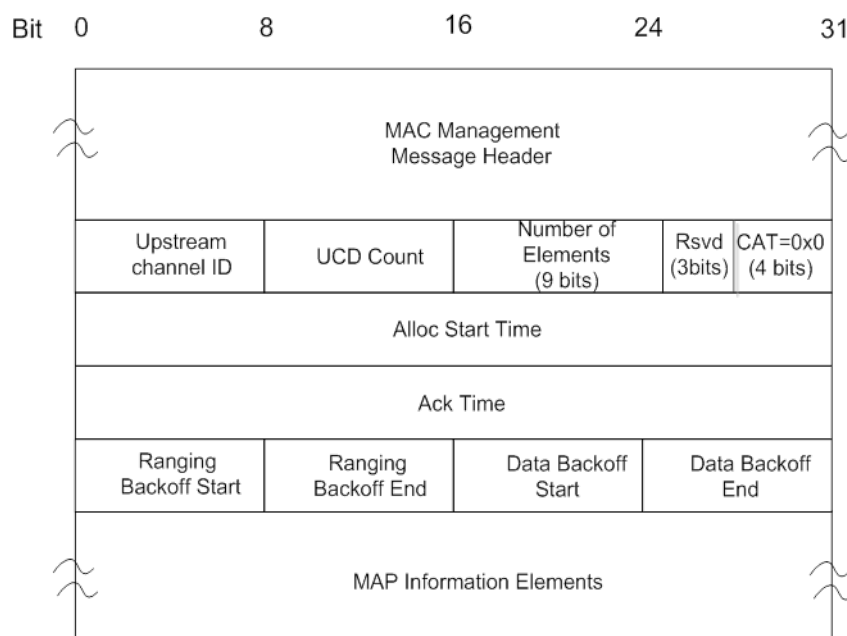 Bit 0 8 16 24 31
MAC Management
Message Header
Upstream
channel ID
UCD Count
Number of
Elements
(9 bits)
Rsvd
(3bits)
CAT=0x0
(4 bits)
Alloc Start Time
Ack Time
Ranging
Backoff Start
Ranging
Backoff End
Data Backoff
Start
Data Backoff
End
MAP Information Elements